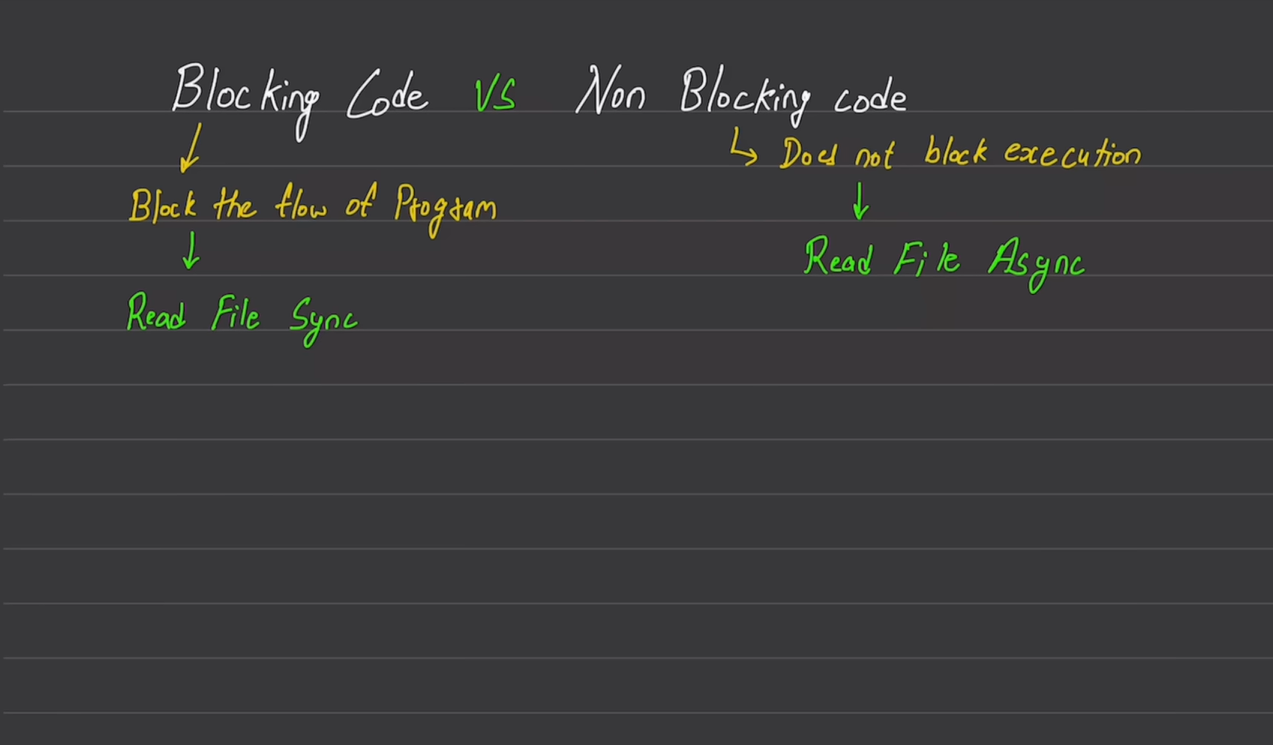 Blocking Code VS Non Blocking code
Does not block execution
Block the flow of Program
Read File Async
Read File Sync